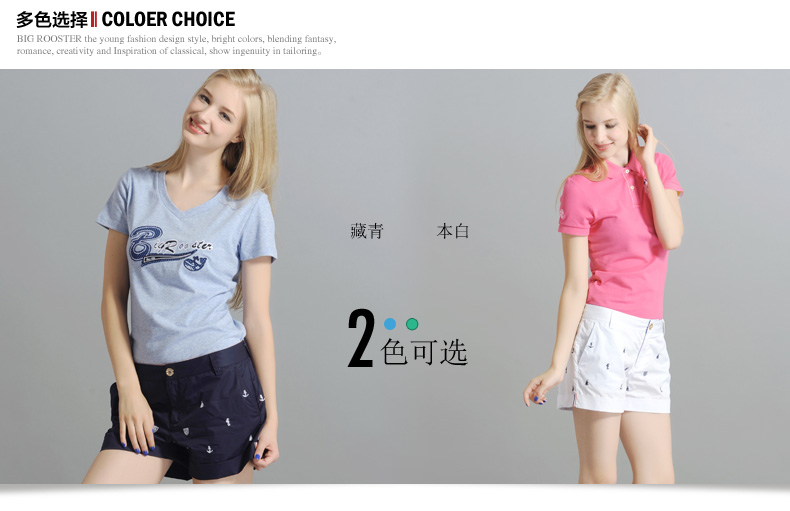 多色选择 COLOER CHOICE
BIG ROOSTER the young fashion design style, bright colors, blending fantasy,
romance, creativity and Inspiration of classical, show ingenuity in tailoring。
BigRooster
藏青 本白
2色可选